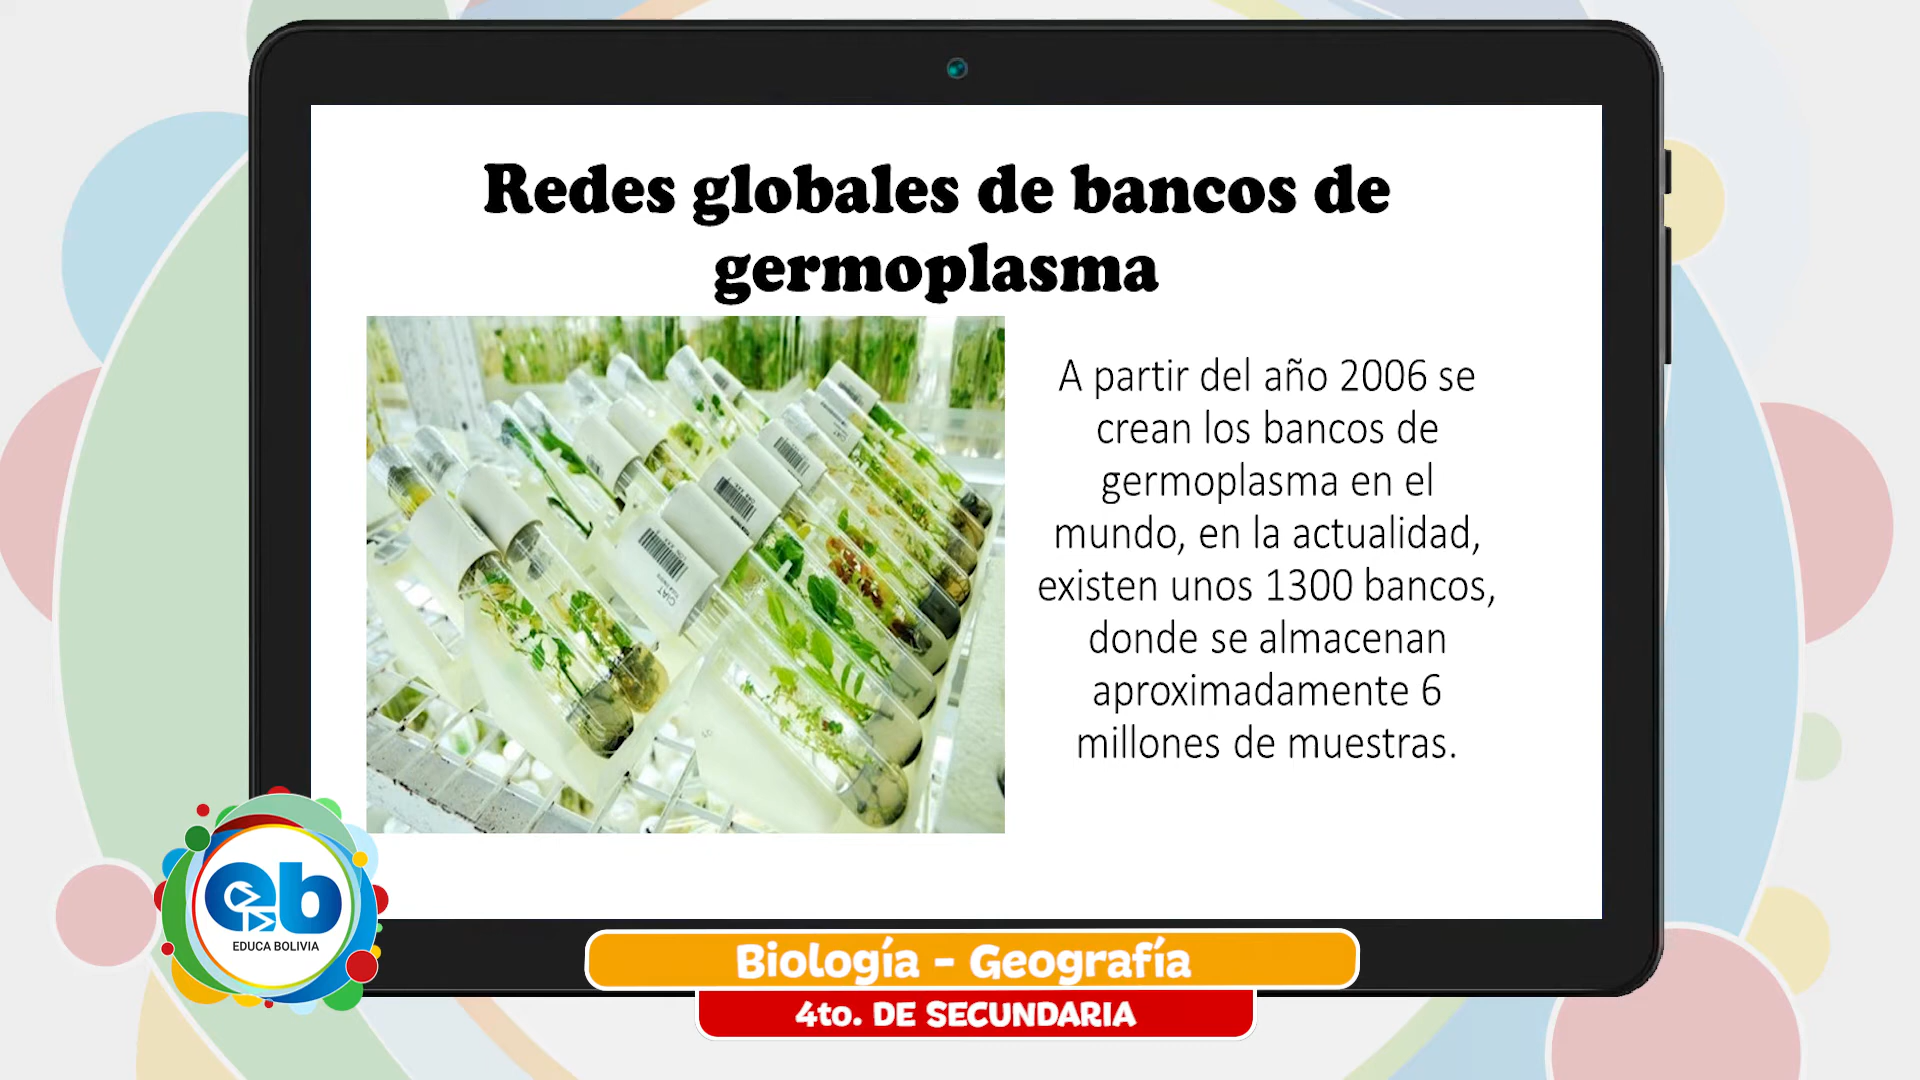 Redes globales de bancos de
germoplasma
A partir del año 2006 se
crean los bancos de
germoplasma en el
mundo, en la actualidad,
existen unos 1300 bancos,
donde se almacenan
aproximadamente 6
millones de muestras.
CIAT
eb
EDUCA BOLIVIA
Biología - Geografía
4to. DE SECUNDARIA